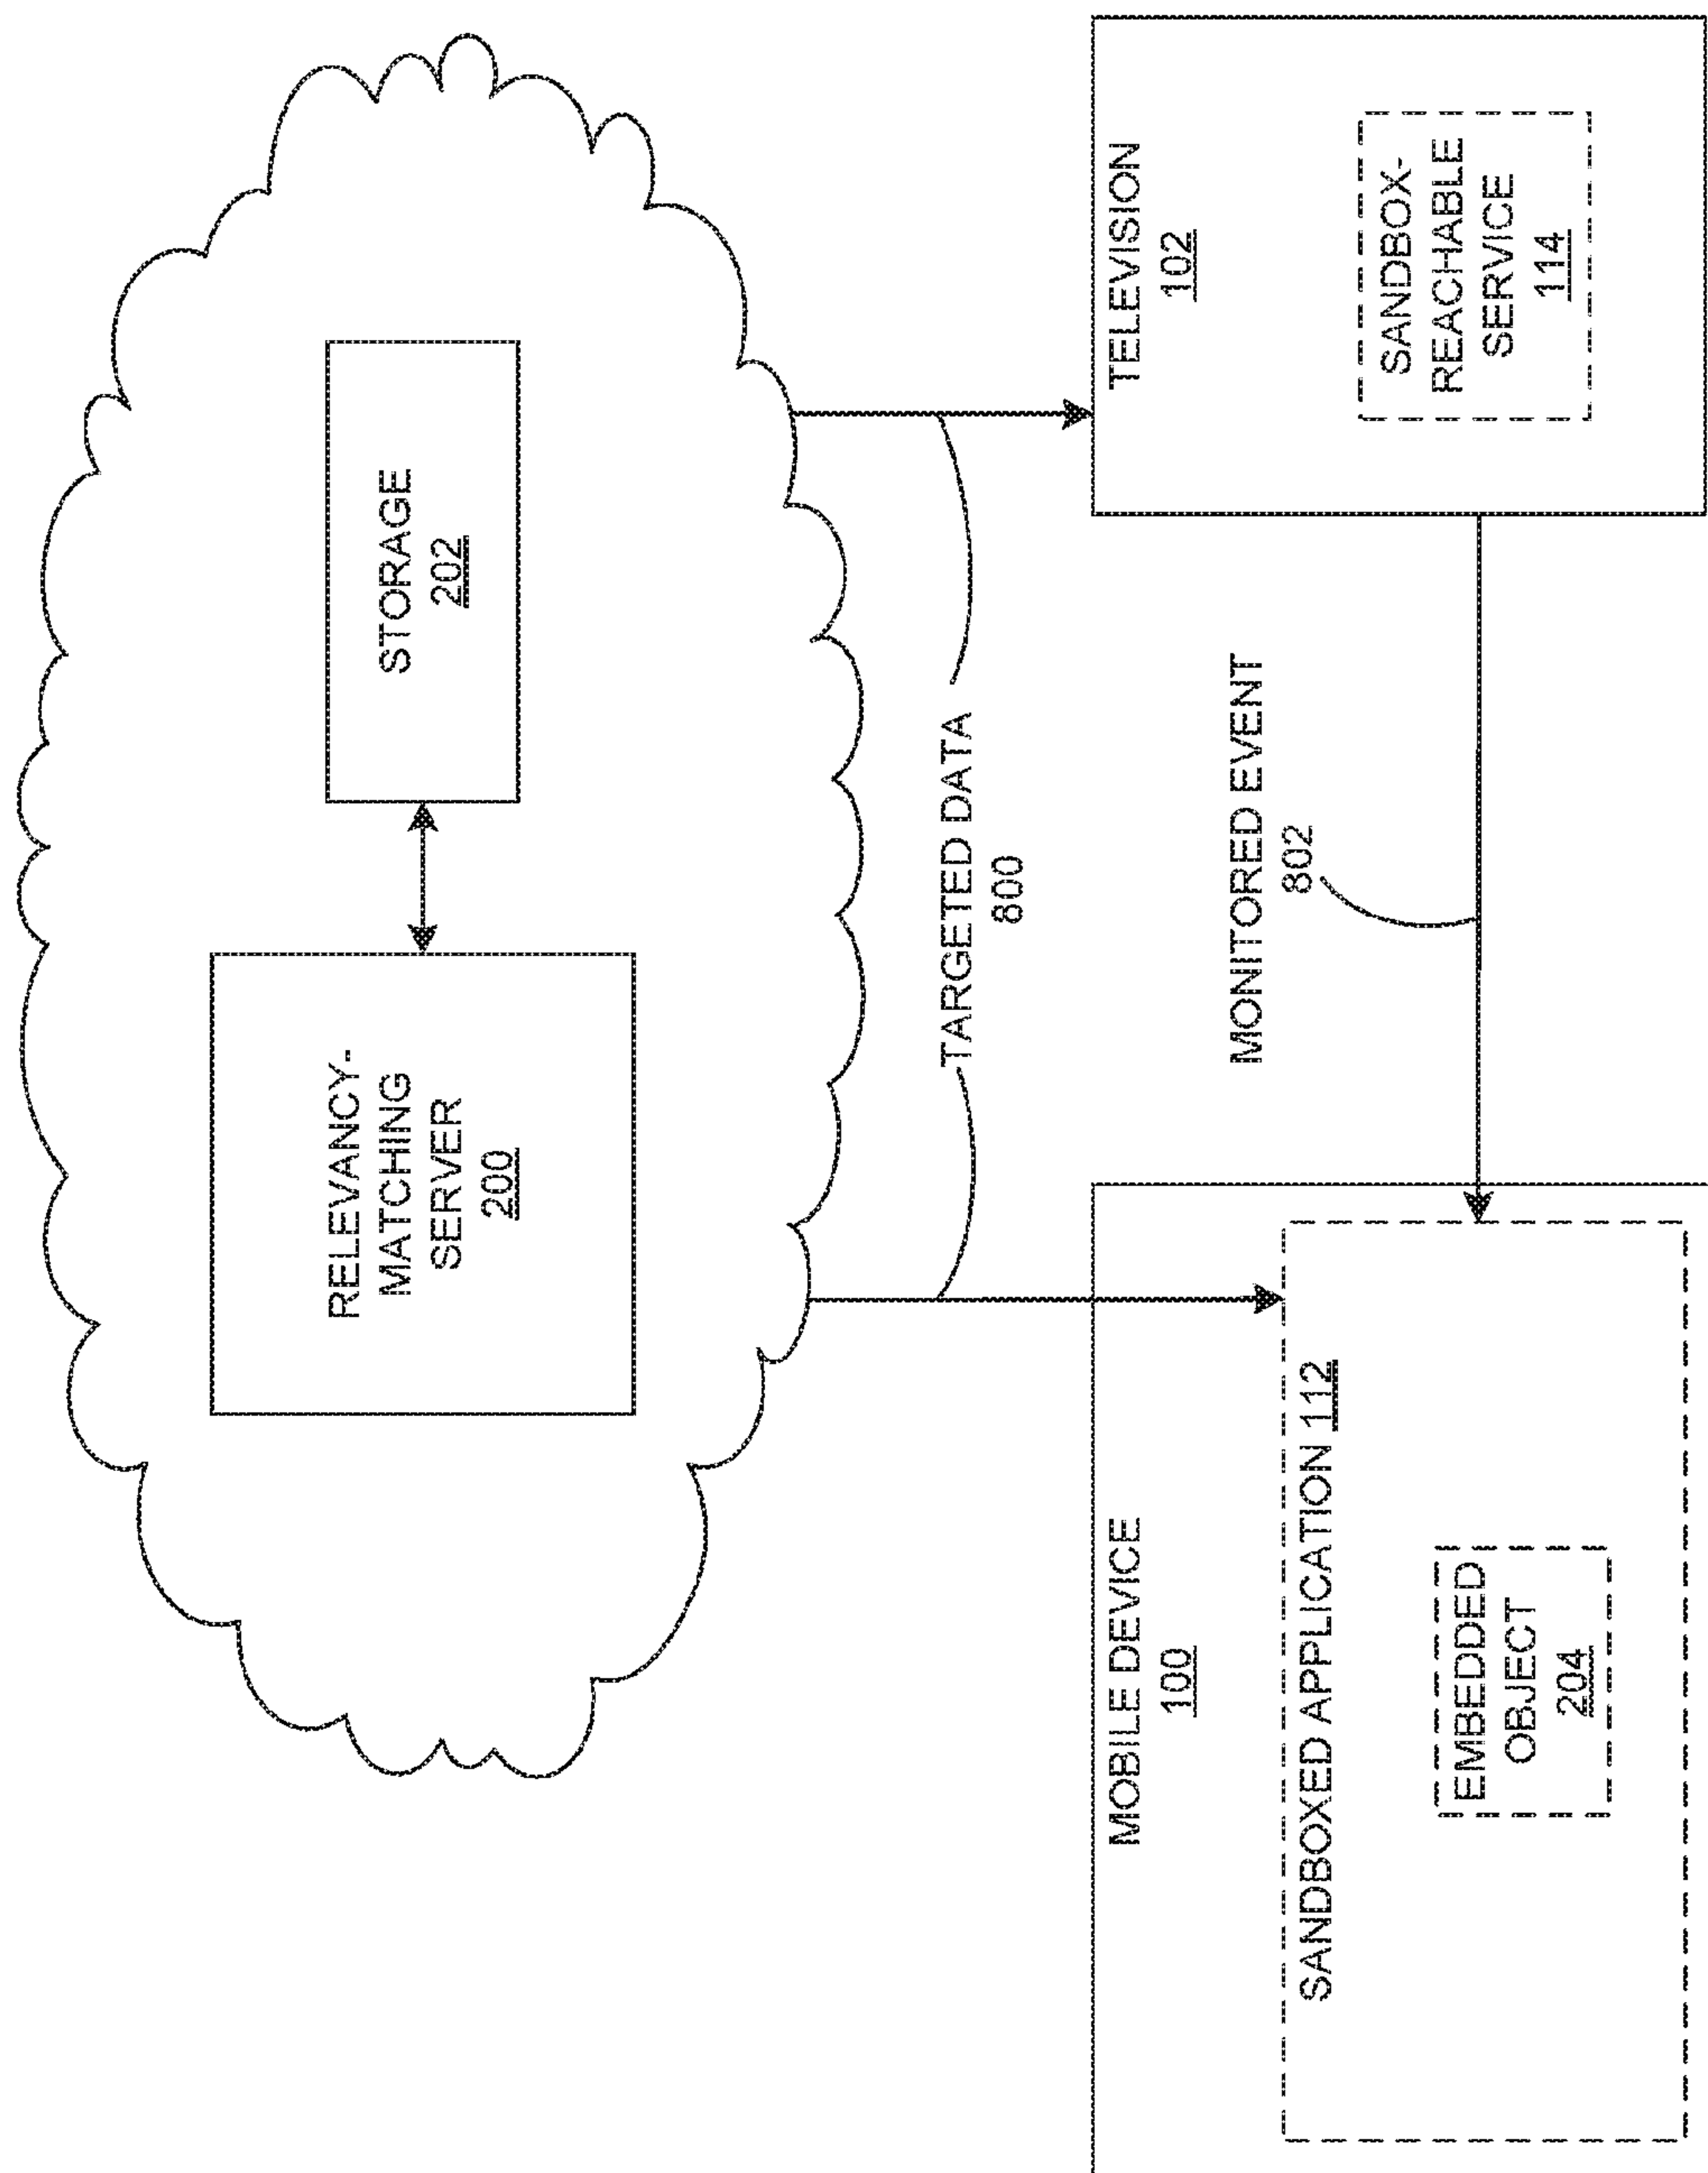 RELEVANCY-
MATCHING
SERVER
200
STORAGE
202
TARGETED DATA
800
MOBILE DEVICE
100
SANDBOXED APPLICATION 112
EMBEDDED
OBJECT
204
MONITORED EVENT
802
TELEVISION
102
SANDBOX-
REACHABLE
SERVICE
114